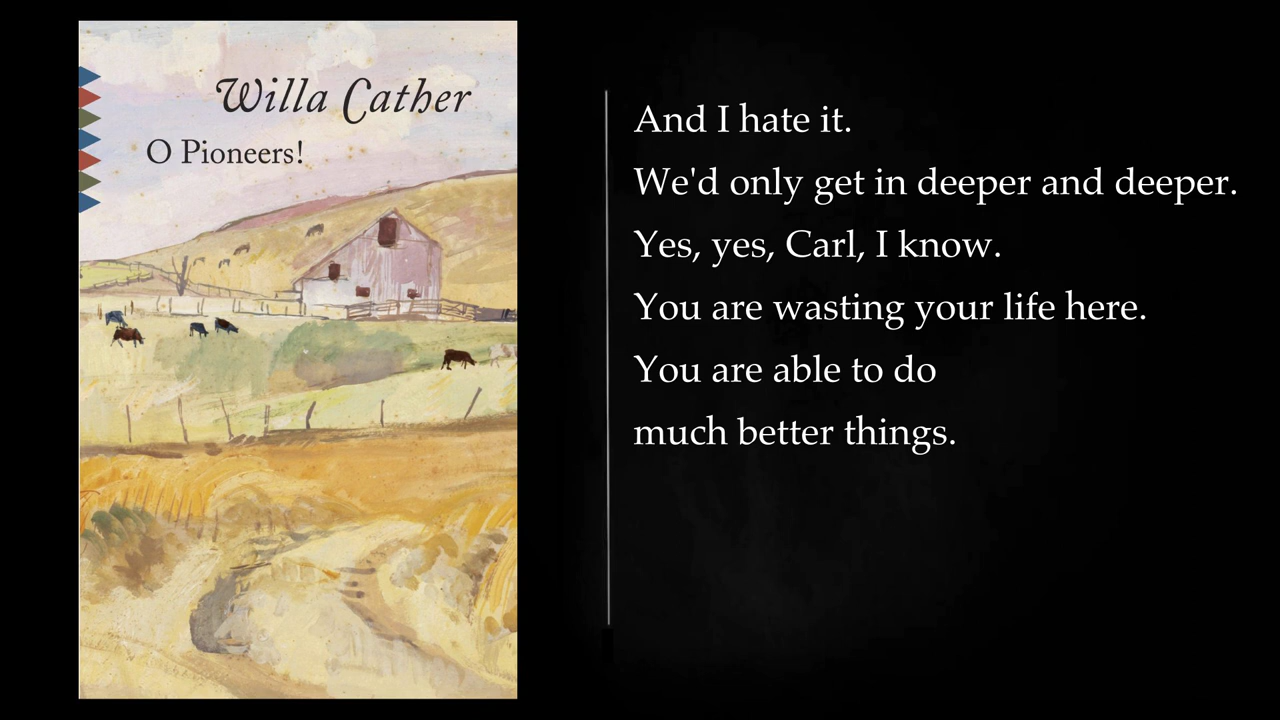 Willa Cather
O Pioneers!
And I hate it.
We'd only get in deeper and deeper.
Yes, yes, Carl, I know.
You are wasting your life here.
You are able to do
much better things.